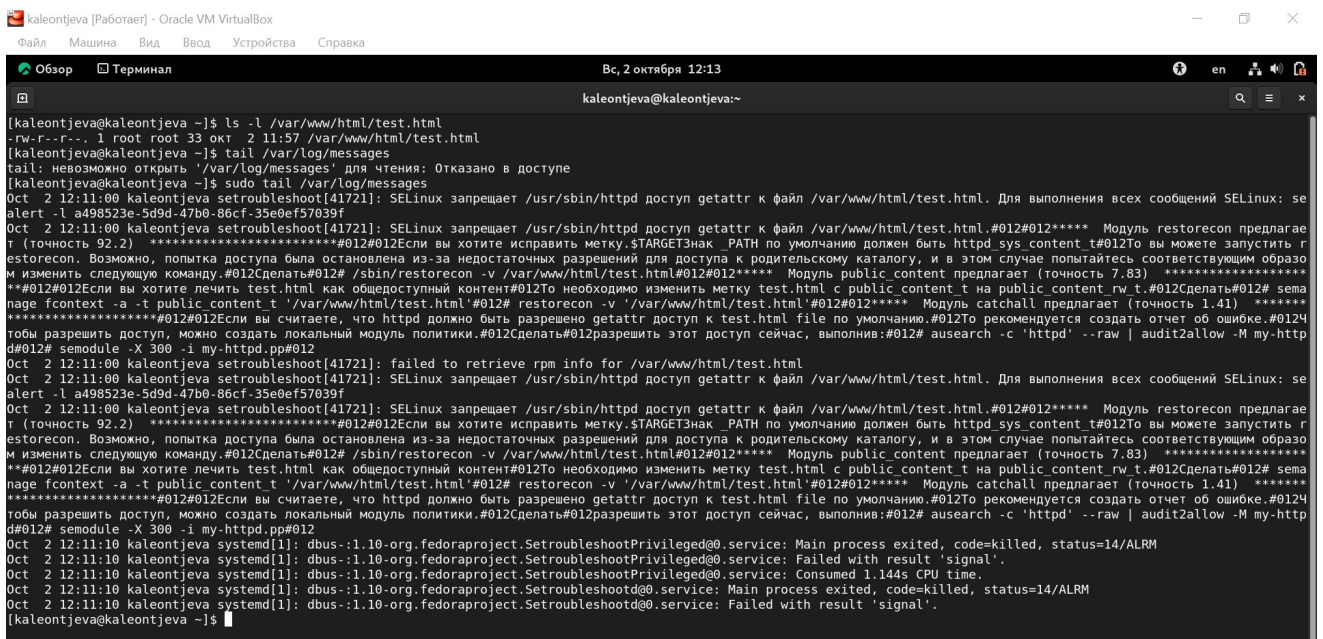 kaleontjeva [Работает] - Oracle VM VirtualBox
Файл Машина Вид Ввод Устройства Справка
Обзор Терминал Вс, 2 октября 12:13 en
kaleontjeva@kaleontjeva:~
[kaleontjeva@kaleontjeva ~]$ ls -l /var/www/html/test.html
-rw-r--r--. 1 root root 33 окт  2 11:57 /var/www/html/test.html
[kaleontjeva@kaleontjeva ~]$ tail /var/log/messages
tail: невозможно открыть '/var/log/messages' для чтения: Отказано в доступе
[kaleontjeva@kaleontjeva ~]$ sudo tail /var/log/messages
Oct  2 12:11:00 kaleontjeva setroubleshoot[41721]: SELinux запрещает /usr/sbin/httpd доступ getattr к файл /var/www/html/test.html. Для выполнения всех сообщений SELinux: se
alert -l a498523e-5d9d-47b0-86cf-35e0ef57039f
Oct  2 12:11:00 kaleontjeva setroubleshoot[41721]: SELinux запрещает /usr/sbin/httpd доступ getattr к файл /var/www/html/test.html.#012#012*****  Модуль restorecon предлагае
т (точность 92.2)  *************************#012#012Если вы хотите исправить метку.$TARGETЗнак _PATH по умолчанию должен быть httpd_sys_content_t#012То вы можете запустить r
estorecon. Возможно, попытка доступа была остановлена из-за недостаточных разрешений для доступа к родительскому каталогу, и в этом случае попытайтесь соответствующим образо
м изменить следующую команду.#012Сделать#012# /sbin/restorecon -v /var/www/html/test.html#012#012*****  Модуль public_content предлагает (точность 7.83)  *******************
**#012#012Если вы хотите лечить test.html как общедоступный контент#012То необходимо изменить метку test.html с public_content_t на public_content_rw_t.#012Сделать#012# sema
nage fcontext -a -t public_content_t '/var/www/html/test.html'#012# restorecon -v '/var/www/html/test.html'#012#012*****  Модуль catchall предлагает (точность 1.41)  *******
********************#012#012Если вы считаете, что httpd должно быть разрешено getattr доступ к test.html file по умолчанию.#012То рекомендуется создать отчет об ошибке.#012Ч
тобы разрешить доступ, можно создать локальный модуль политики.#012Сделать#012разрешить этот доступ сейчас, выполнив:#012# ausearch -c 'httpd' --raw | audit2allow -M my-http
d#012# semodule -X 300 -i my-httpd.pp#012
Oct  2 12:11:00 kaleontjeva setroubleshoot[41721]: failed to retrieve rpm info for /var/www/html/test.html
Oct  2 12:11:00 kaleontjeva setroubleshoot[41721]: SELinux запрещает /usr/sbin/httpd доступ getattr к файл /var/www/html/test.html. Для выполнения всех сообщений SELinux: se
alert -l a498523e-5d9d-47b0-86cf-35e0ef57039f
Oct  2 12:11:00 kaleontjeva setroubleshoot[41721]: SELinux запрещает /usr/sbin/httpd доступ getattr к файл /var/www/html/test.html.#012#012*****  Модуль restorecon предлагае
т (точность 92.2)  *************************#012#012Если вы хотите исправить метку.$TARGETЗнак _PATH по умолчанию должен быть httpd_sys_content_t#012То вы можете запустить r
estorecon. Возможно, попытка доступа была остановлена из-за недостаточных разрешений для доступа к родительскому каталогу, и в этом случае попытайтесь соответствующим образо
м изменить следующую команду.#012Сделать#012# /sbin/restorecon -v /var/www/html/test.html#012#012*****  Модуль public_content предлагает (точность 7.83)  *******************
**#012#012Если вы хотите лечить test.html как общедоступный контент#012То необходимо изменить метку test.html с public_content_t на public_content_rw_t.#012Сделать#012# sema
nage fcontext -a -t public_content_t '/var/www/html/test.html'#012# restorecon -v '/var/www/html/test.html'#012#012*****  Модуль catchall предлагает (точность 1.41)  *******
********************#012#012Если вы считаете, что httpd должно быть разрешено getattr доступ к test.html file по умолчанию.#012То рекомендуется создать отчет об ошибке.#012Ч
тобы разрешить доступ, можно создать локальный модуль политики.#012Сделать#012разрешить этот доступ сейчас, выполнив:#012# ausearch -c 'httpd' --raw | audit2allow -M my-http
d#012# semodule -X 300 -i my-httpd.pp#012
Oct  2 12:11:10 kaleontjeva systemd[1]: dbus-:1.10-org.fedoraproject.SetroubleshootPrivileged@0.service: Main process exited, code=killed, status=14/ALRM
Oct  2 12:11:10 kaleontjeva systemd[1]: dbus-:1.10-org.fedoraproject.SetroubleshootPrivileged@0.service: Failed with result 'signal'.
Oct  2 12:11:10 kaleontjeva systemd[1]: dbus-:1.10-org.fedoraproject.SetroubleshootPrivileged@0.service: Consumed 1.144s CPU time.
Oct  2 12:11:10 kaleontjeva systemd[1]: dbus-:1.10-org.fedoraproject.Setroubleshootd@0.service: Main process exited, code=killed, status=14/ALRM
Oct  2 12:11:10 kaleontjeva systemd[1]: dbus-:1.10-org.fedoraproject.Setroubleshootd@0.service: Failed with result 'signal'.
[kaleontjeva@kaleontjeva ~]$